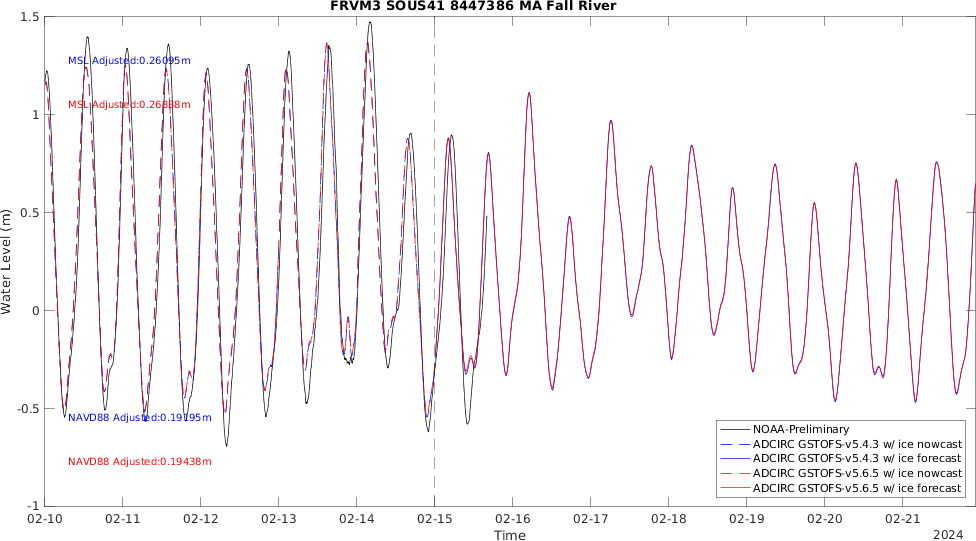 FRVM3 SOUS41 8447386 MA Fall River
1.5
1
0.5
0
-0.5
-1
Water Level (m)
MSL Adjusted:0.26095m
MSL Adjusted:0.26838m
NAVD88 Adjusted:0.19195m
NAVD88 Adjusted:0.19438m
NOAA-Preliminary
ADCIRC GSTOFS-v5.4.3 w/ ice nowcast
ADCIRC GSTOFS-v5.4.3 w/ ice forecast
ADCIRC GSTOFS-v5.6.5 w/ ice nowcast
ADCIRC GSTOFS-v5.6.5 w/ ice forecast
02-10 02-11 02-12 02-13 02-14 02-15 02-16 02-17 02-18 02-19 02-20 02-21
Time
2024